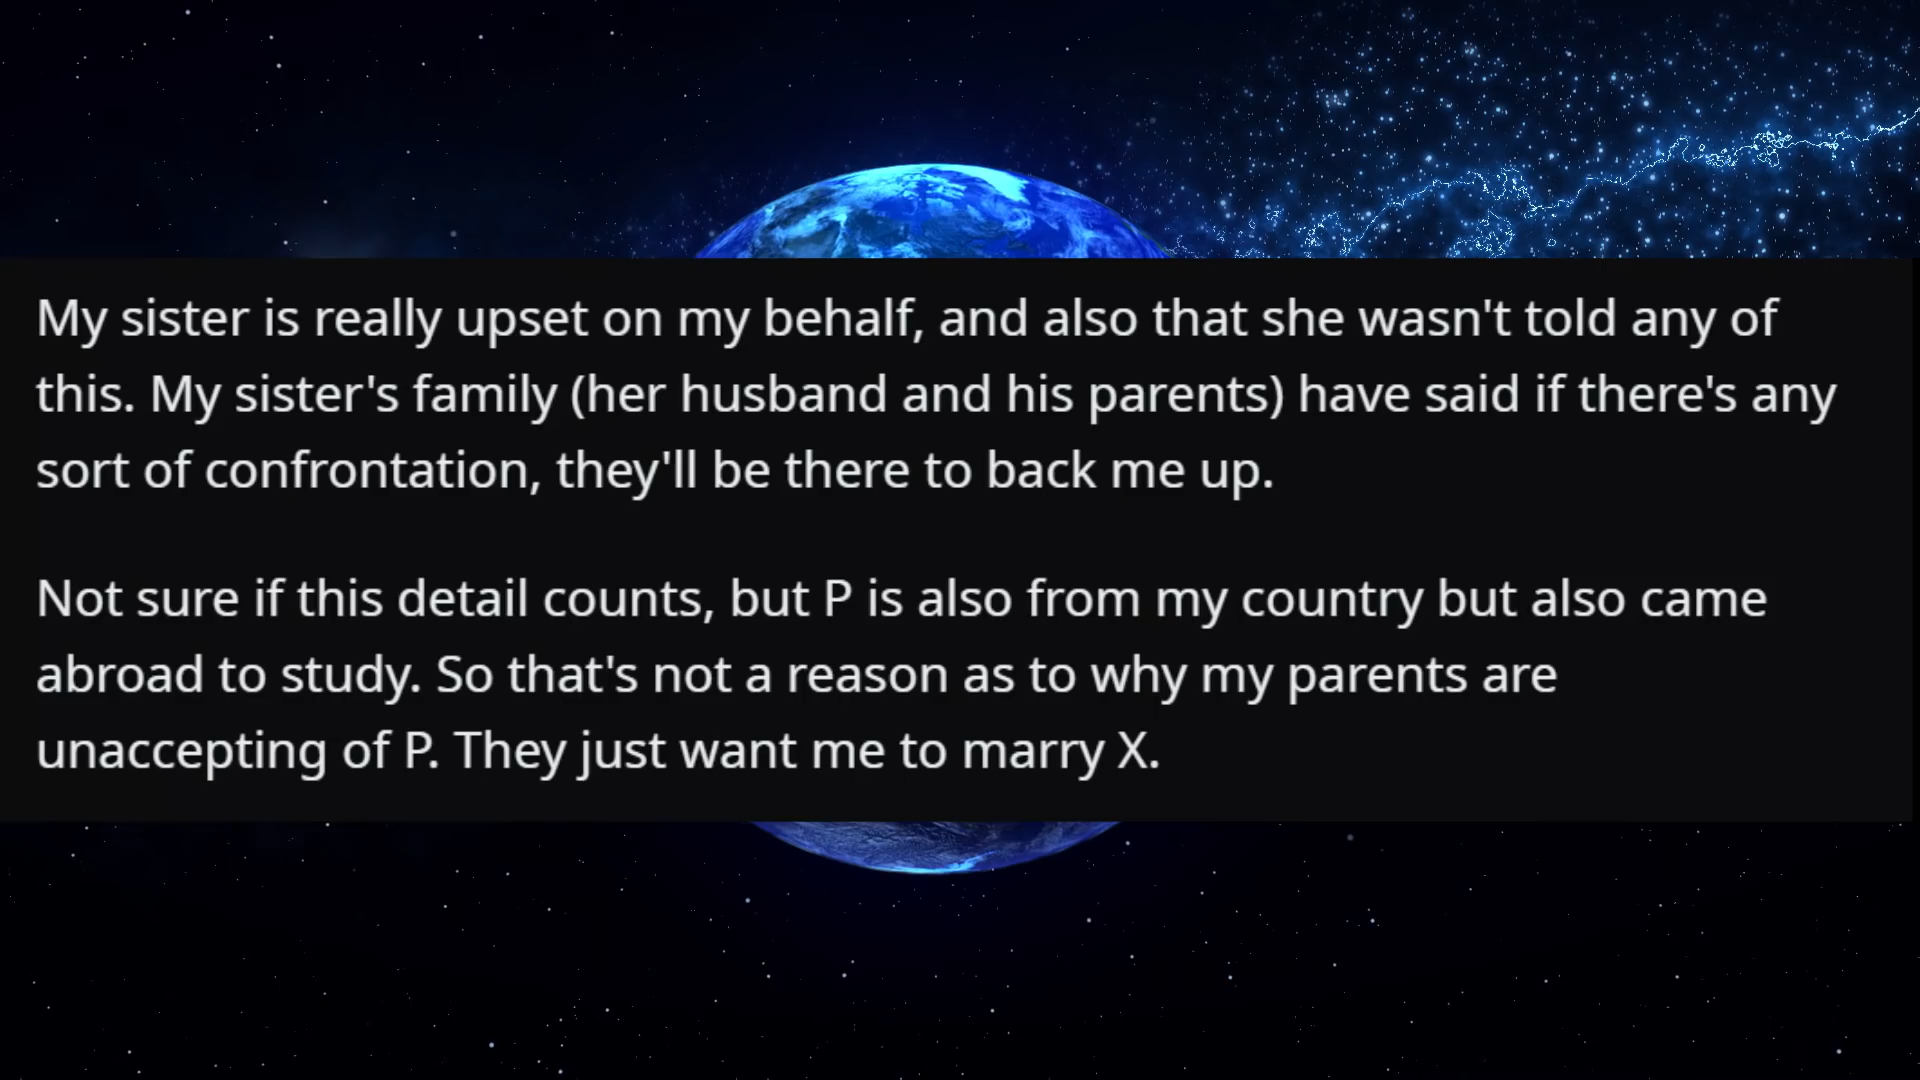 My sister is really upset on my behalf, and also that she wasn't told any of
this. My sister's family (her husband and his parents) have said if there's any
sort of confrontation, they'll be there to back me up.
Not sure if this detail counts, but P is also from my country but also came
abroad to study. So that's not a reason as to why my parents are
unaccepting of P. They just want me to marry X.